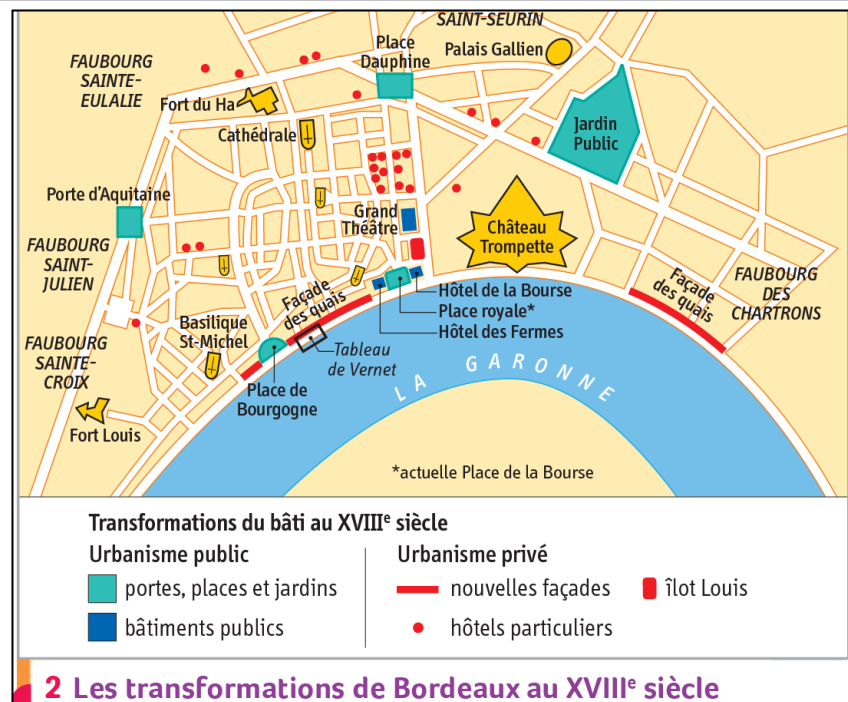 SAINT-SEURIN
Place
Dauphine
Palais Gallien
FAUBOURG
SAINTE-
EULALIE
Fort du Ha
Cathédrale
Jardin
Public
Porte d'Aquitaine
Grand
Théâtre
Château
Trompette
FAUBOURG
SAINT-
JULIEN
Façade
des quais
Façade
des quais
FAUBOURG
DES
CHARTRONS
Hôtel de la Bourse
Place royale*
Hôtel des Fermes
Basilique
St-Michel
Tableau
de Vernet
FAUBOURG
SAINTE-
CROIX
Place de
Bourgogne
LA GARONNE
Fort Louis
*actuelle Place de la Bourse
Transformations du bâti au XVIIIe siècle
Urbanisme public
portes, places et jardins
bâtiments publics
Urbanisme privé
nouvelles façades
îlot Louis
hôtels particuliers
2 Les transformations de Bordeaux au XVIIIe siècle